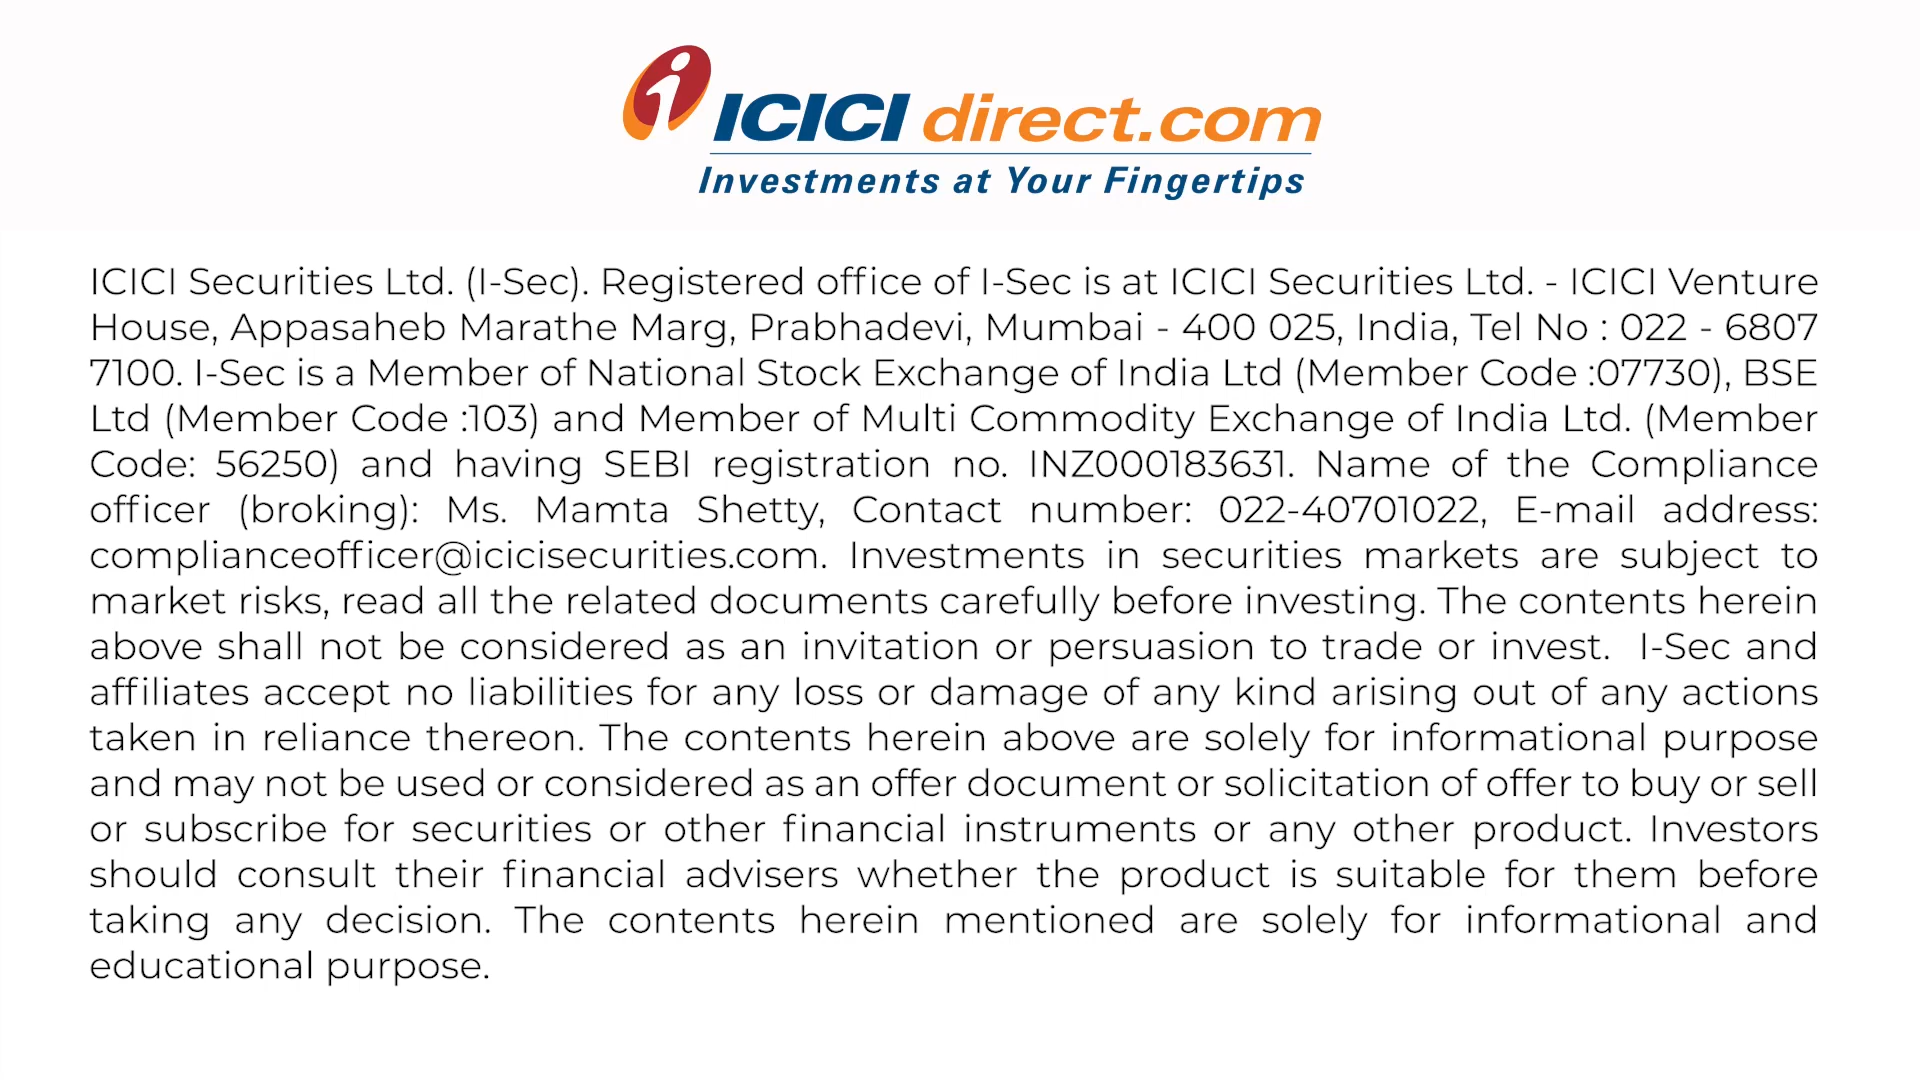 ICICI direct.com
Investments at Your Fingertips
ICICI Securities Ltd. (I-Sec). Registered office of I-Sec is at ICICI Securities Ltd. - ICICI Venture
House, Appasaheb Marathe Marg, Prabhadevi, Mumbai - 400 025, India, Tel No : 022 - 6807
7100. I-Sec is a Member of National Stock Exchange of India Ltd (Member Code :07730), BSE
Ltd (Member Code :103) and Member of Multi Commodity Exchange of India Ltd. (Member
Code: 56250) and having SEBI registration no. INZ000183631. Name of the Compliance
officer (broking): Ms. Mamta Shetty, Contact number: 022-40701022, E-mail address:
complianceofficer@icicisecurities.com. Investments in securities markets are subject to
market risks, read all the related documents carefully before investing. The contents herein
above shall not be considered as an invitation or persuasion to trade or invest.  I-Sec and
affiliates accept no liabilities for any loss or damage of any kind arising out of any actions
taken in reliance thereon. The contents herein above are solely for informational purpose
and may not be used or considered as an offer document or solicitation of offer to buy or sell
or subscribe for securities or other financial instruments or any other product. Investors
should consult their financial advisers whether the product is suitable for them before
taking any decision. The contents herein mentioned are solely for informational and
educational purpose.